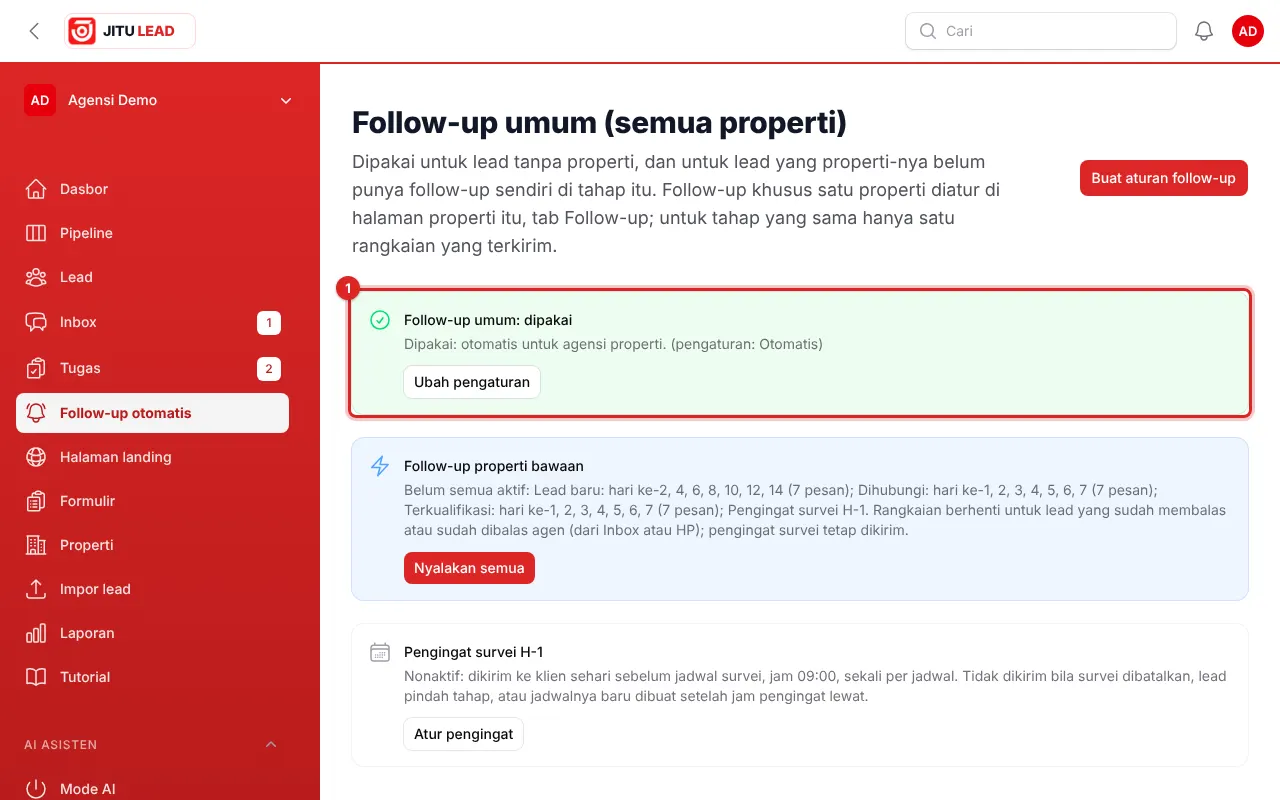 JITU LEAD
Cari
AD
AD
Agensi Demo
Dasbor
Pipeline
Lead
Inbox
1
Tugas
2
Follow-up otomatis
Halaman landing
Formulir
Properti
Impor lead
Laporan
Tutorial
AI ASISTEN
Mode AI
Follow-up umum (semua properti)
Dipakai untuk lead tanpa properti, dan untuk lead yang properti-nya belum
punya follow-up sendiri di tahap itu. Follow-up khusus satu properti diatur di
halaman properti itu, tab Follow-up; untuk tahap yang sama hanya satu
rangkaian yang terkirim.
Buat aturan follow-up
1
Follow-up umum: dipakai
Dipakai: otomatis untuk agensi properti. (pengaturan: Otomatis)
Ubah pengaturan
Follow-up properti bawaan
Belum semua aktif: Lead baru: hari ke-2, 4, 6, 8, 10, 12, 14 (7 pesan); Dihubungi: hari ke-1, 2, 3, 4, 5, 6, 7 (7 pesan);
Terkualifikasi: hari ke-1, 2, 3, 4, 5, 6, 7 (7 pesan); Pengingat survei H-1. Rangkaian berhenti untuk lead yang sudah membalas
atau sudah dibalas agen (dari Inbox atau HP); pengingat survei tetap dikirim.
Nyalakan semua
Pengingat survei H-1
Nonaktif: dikirim ke klien sehari sebelum jadwal survei, jam 09:00, sekali per jadwal. Tidak dikirim bila survei dibatalkan, lead
pindah tahap, atau jadwalnya baru dibuat setelah jam pengingat lewat.
Atur pengingat